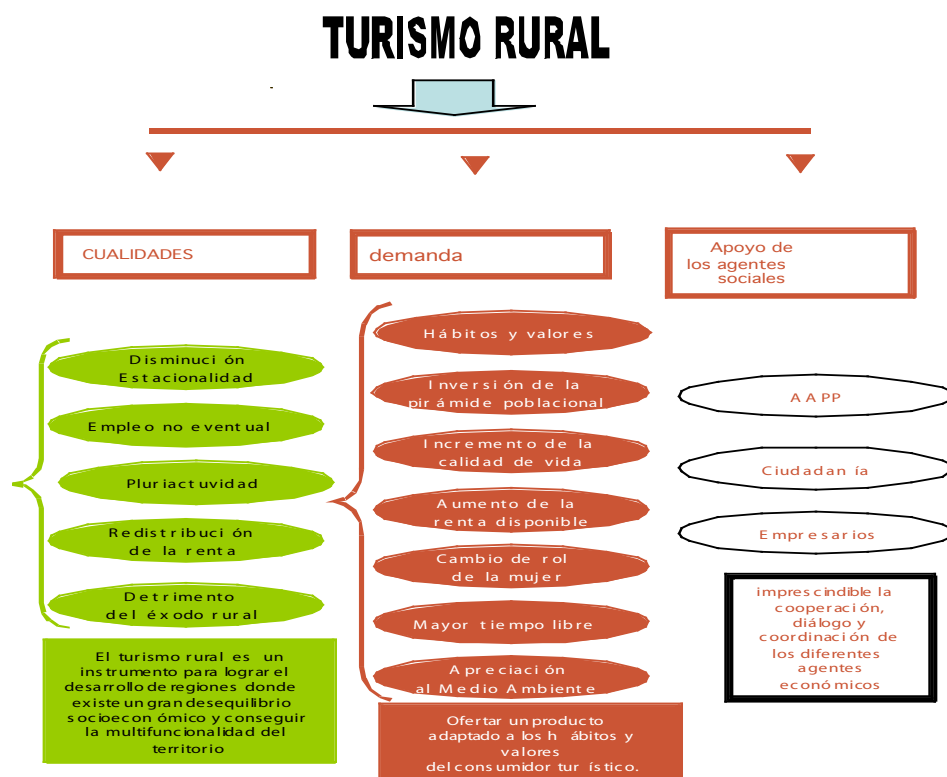 TURISMO RURAL
CUALIDADES
Disminución
Estacionalidad
Empleo no eventual
Pluriactuvidad
Redistribución
de la renta
Detrimento
del éxodo rural
El turismo rural es un
instrumento para lograr el
desarrollo de regiones donde
existe un gran desequilibrio
socioeconómico y conseguir
la multifuncionalidad del
territorio
demanda
Hábitos y valores
Inversión de la
pirámide poblacional
Incremento de la
calidad de vida
Aumento de la
renta disponible
Cambio de rol
de la mujer
Mayor tiempo libre
Apreciación
al Medio Ambiente
Ofertar un producto
adaptado a los hábitos y
valores
del consumidor turístico.
Apoyo de
los agentes
sociales
AAPP
Ciudadanía
Empresarios
imprescindible la
cooperación,
diálogo y
coordinación de
los diferentes
agentes
económicos